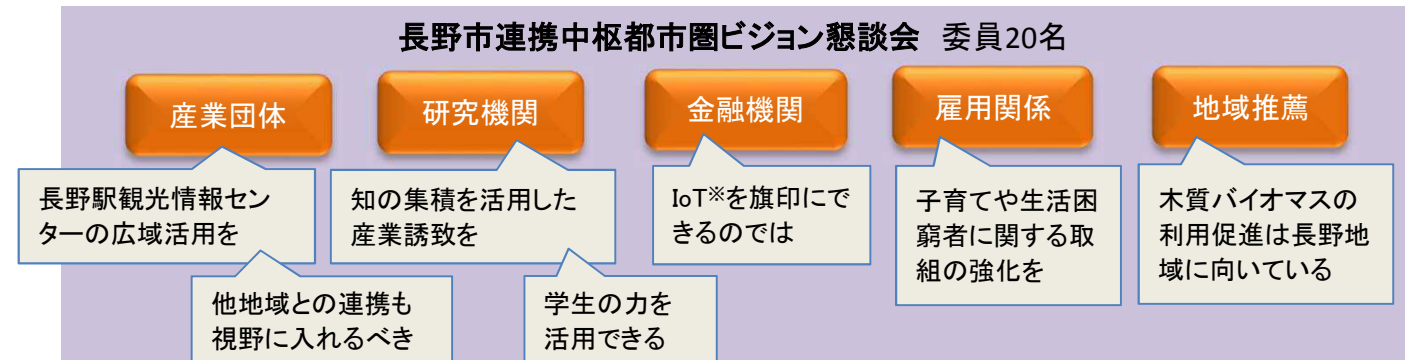 長野市連携中枢都市圏ビジョン懇談会 委員20名
産業団体
研究機関
金融機関
雇用関係
地域推薦
長野駅観光情報セン
ターの広域活用を
知の集積を活用した
産業誘致を
IoT※を旗印にで
きるのでは
子育てや生活困
窮者に関する取
組の強化を
木質バイオマスの
利用促進は長野地
域に向いている
他地域との連携も
視野に入れるべき
学生の力を
活用できる